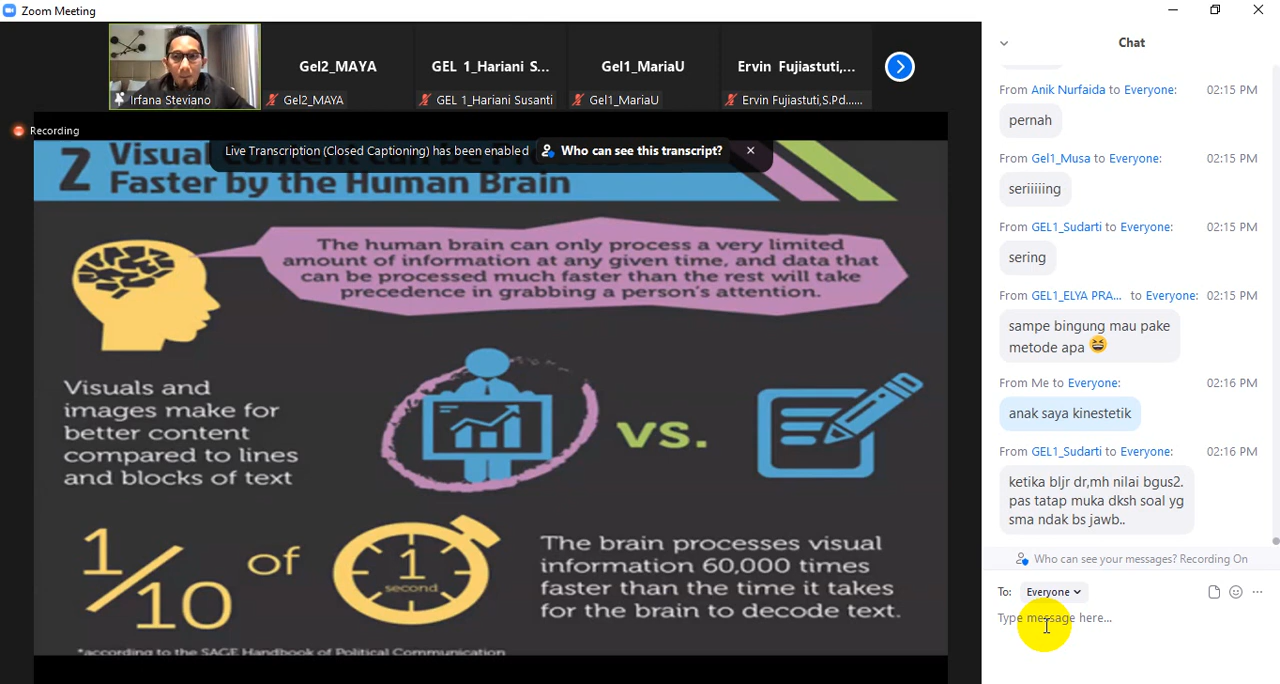 Zoom Meeting
Irfana Steviano
Gel2_MAYA
Gel2_MAYA
GEL 1_Hariani S...
GEL 1_Hariani Susanti
Gel1_MariaU
Gel1_MariaU
Ervin Fujiastuti,...
Ervin Fujiastuti,S.Pd......
Recording
Live Transcription (Closed Captioning) has been enabled
Who can see this transcript?
2
Visual
Faster by the Human Brain
The human brain can only process a very limited
amount of information at any given time, and data that
can be processed much faster than the rest will take
precedence in grabbing a person's attention.
Visuals and
images make for
better content
compared to lines
and blocks of text
vs.
1/10 of
1
second
The brain processes visual
information 60,000 times
faster than the time it takes
for the brain to decode text.
*according to the SAGE Handbook of Political Communication
Chat
From Anik Nurfaida to Everyone: 02:15 PM
pernah
From Gel1_Musa to Everyone: 02:15 PM
seriiiiing
From GEL1_Sudarti to Everyone: 02:15 PM
sering
From GEL1_ELYA PRA... to Everyone: 02:15 PM
sampe bingung mau pake
metode apa
From Me to Everyone: 02:16 PM
anak saya kinestetik
From GEL1_Sudarti to Everyone: 02:16 PM
ketika bljr dr,mh nilai bgus2.
pas tatap muka dksh soal yg
sma ndak bs jawb..
Who can see your messages? Recording On
To: Everyone
Type message here...